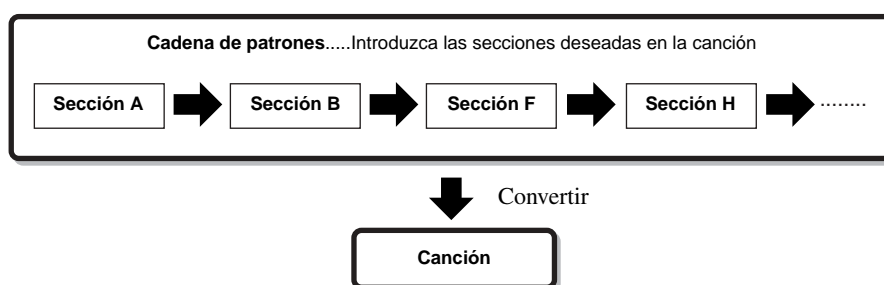 Cadena de patrones.....Introduzca las secciones deseadas en la canción
Sección A Sección B Sección F Sección H ........
Convertir
Canción